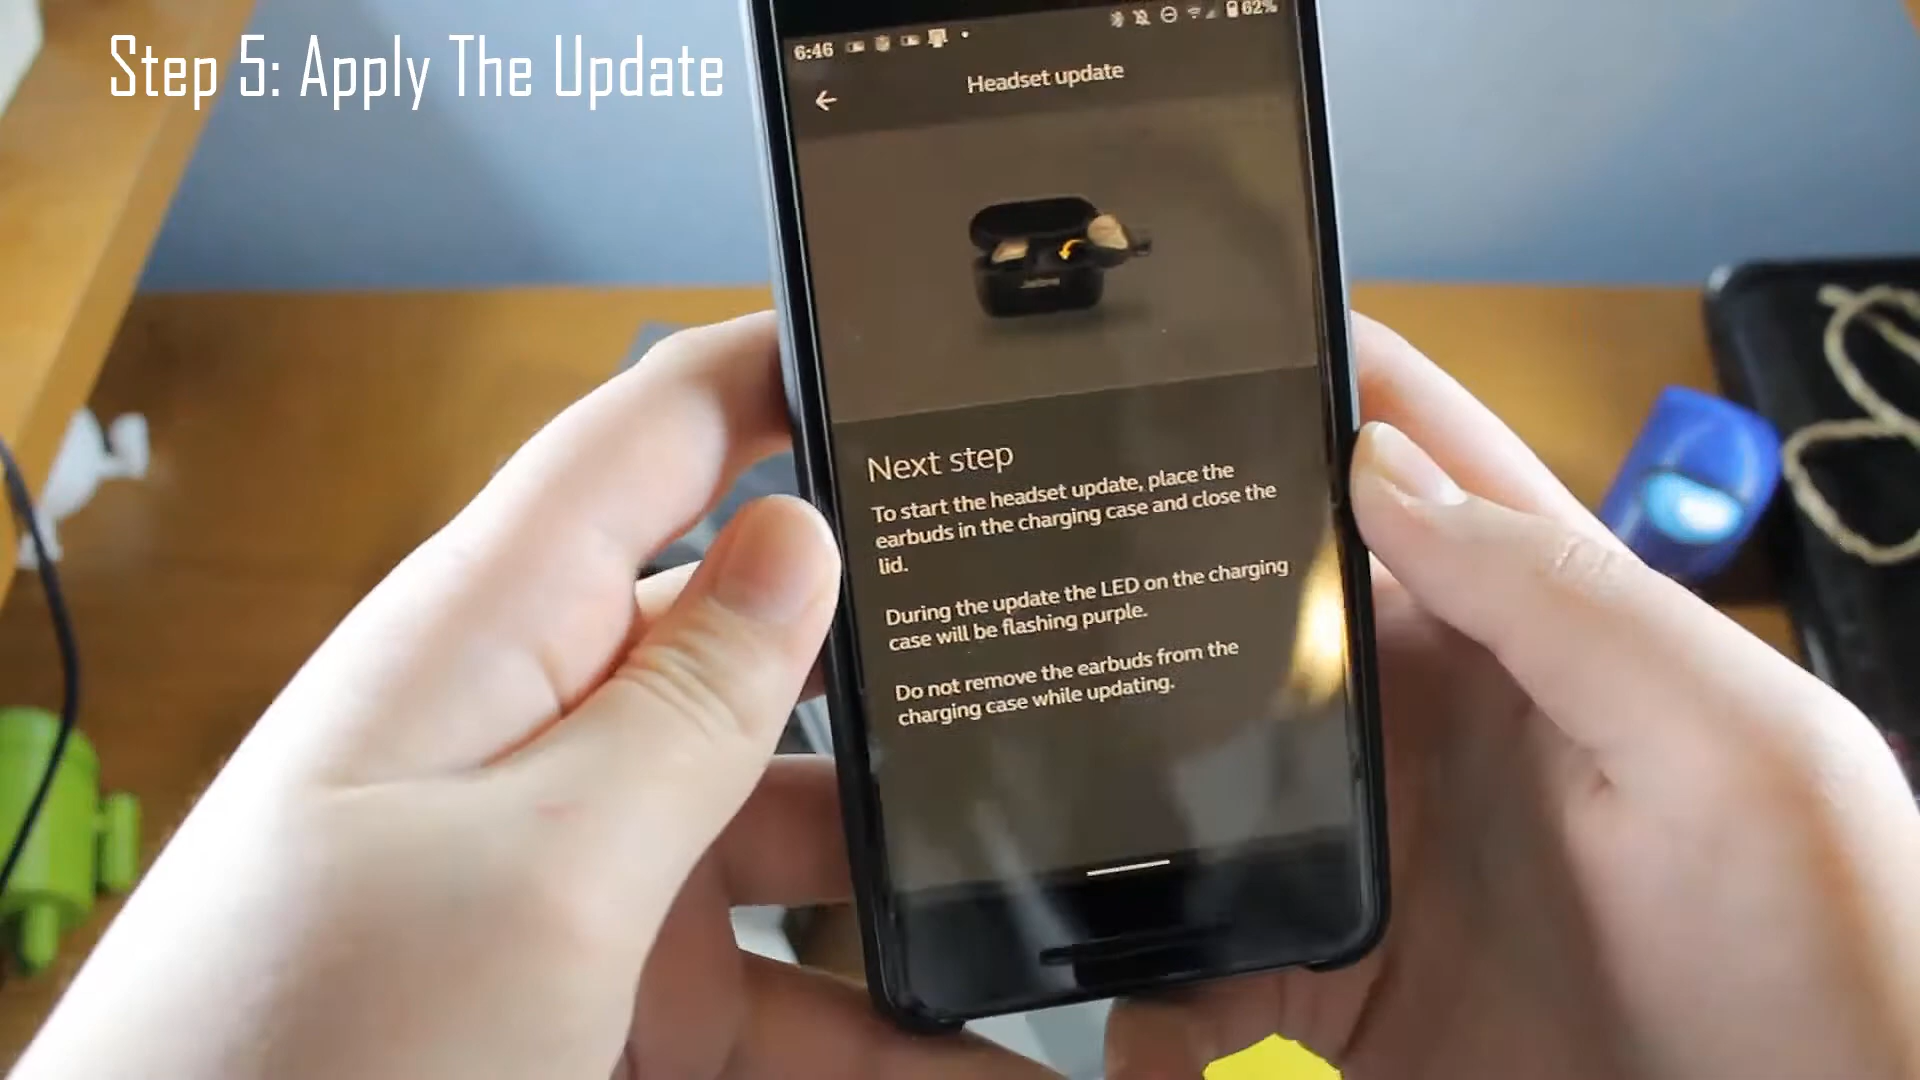 Step 5: Apply The Update
6:46
62%
Headset update
Next step
To start the headset update, place the
earbuds in the charging case and close the
lid.
During the update the LED on the charging
case will be flashing purple.
Do not remove the earbuds from the
charging case while updating.